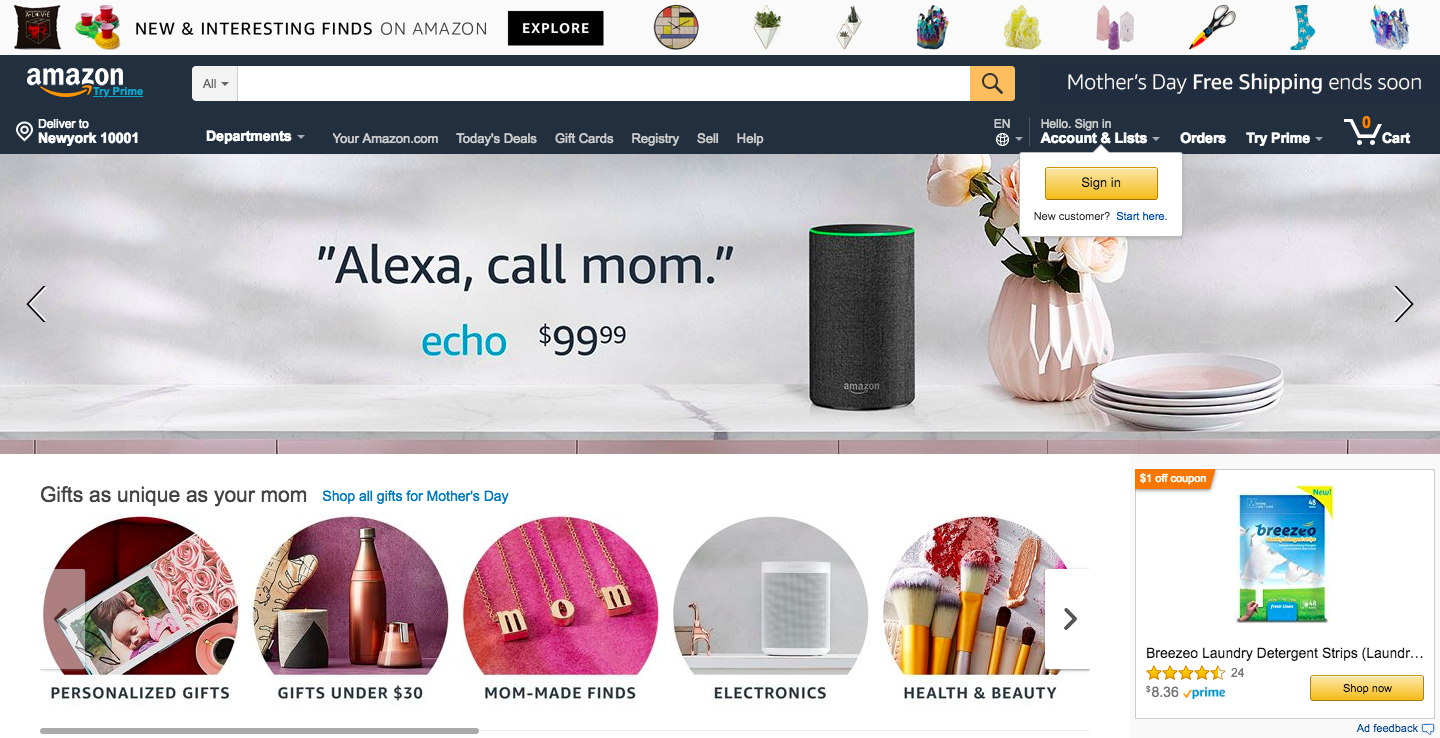 NEW & INTERESTING FINDS ON AMAZON EXPLORE
amazon
Try Prime
All
Mother's Day Free Shipping ends soon
Deliver to
Newyork 10001
Departments
Your Amazon.com Today's Deals Gift Cards Registry Sell Help
EN
Hello. Sign in
Account & Lists
Orders
Try Prime
0
Cart
Sign in
New customer? Start here.
"Alexa, call mom."
echo $99 99
amazon
Gifts as unique as your mom Shop all gifts for Mother's Day
PERSONALIZED GIFTS
GIFTS UNDER $30
MOM-MADE FINDS
ELECTRONICS
HEALTH & BEAUTY
$1 off coupon
New!
breezeo
fresh Linen
48
Breezeo Laundry Detergent Strips (Laundr…
24
$8.36 prime
Shop now
Ad feedback